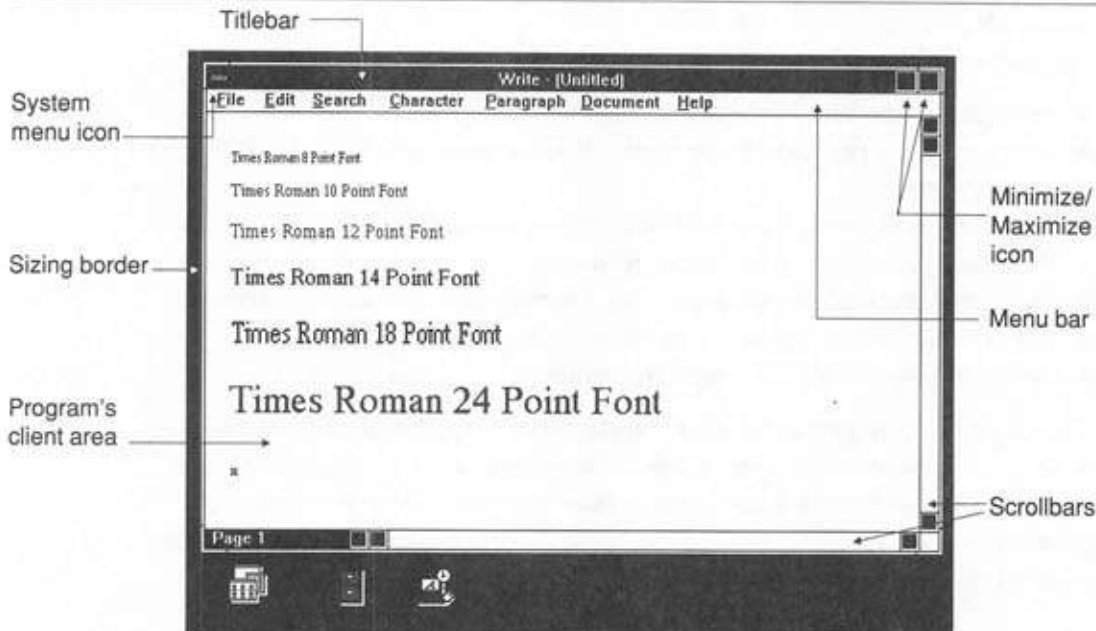 Titlebar
Write - (Untitled)
System
menu icon
File Edit Search Character Paragraph Document Help
Times Roman 8 Point Font
Times Roman 10 Point Font
Minimize/
Maximize
icon
Times Roman 12 Point Font
Sizing border
Times Roman 14 Point Font
Menu bar
Times Roman 18 Point Font
Program's
client area
Times Roman 24 Point Font
Scrollbars
Page 1